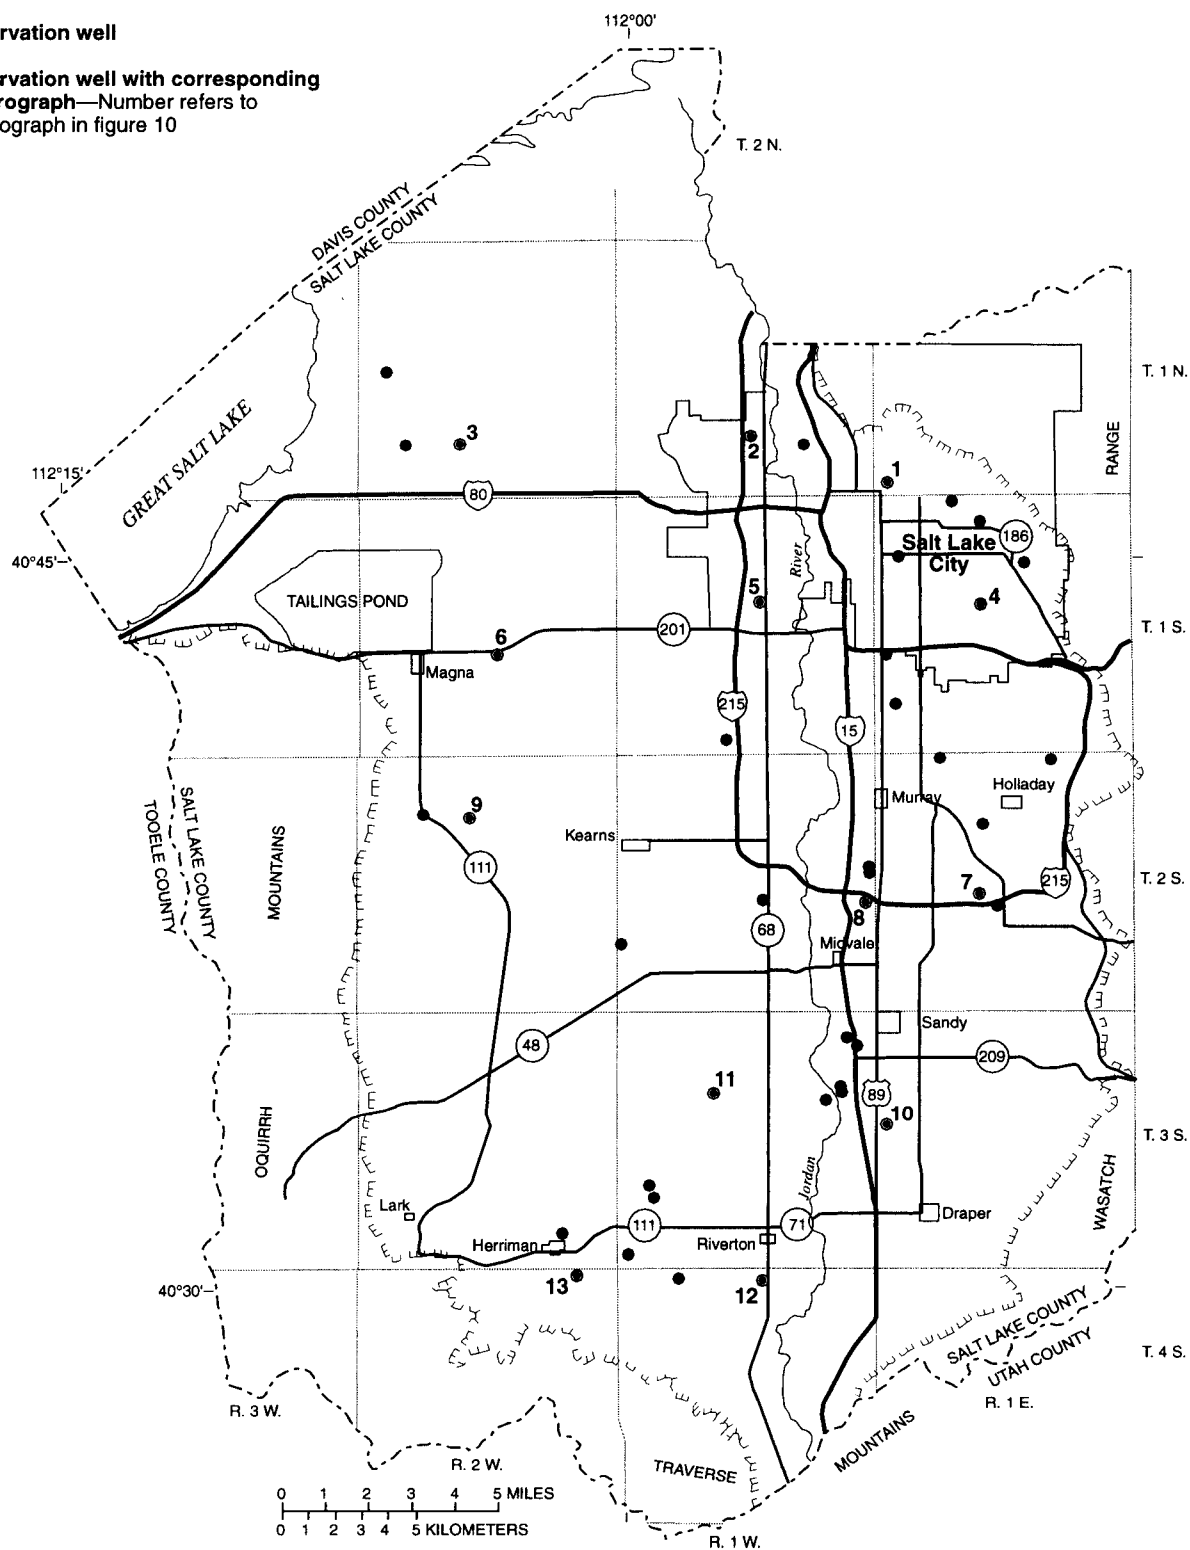 rvation well
rvation well with corresponding
rograph—Number refers to
ograph in figure 10
112°00'
T. 2 N.
DAVIS COUNTY
SALT LAKE COUNTY
T. 1 N.
GREAT SALT LAKE
3
2
1
RANGE
112°15'
80
186
Salt Lake
City
River
40°45'
TAILINGS POND
5
4
T. 1 S.
6
201
Magna
215
15
Murray
Holladay
9
SALT LAKE COUNTY
TOOELE COUNTY
MOUNTAINS
Kearns
111
7
215
T. 2 S.
8
68
Midvale
Sandy
48
209
11
89
10
T. 3 S.
OQUIRRH
Jordan
WASATCH
Lark
111
71
Draper
Herriman
Riverton
13
12
40°30'
SALT LAKE COUNTY
UTAH COUNTY
T. 4 S.
R. 3 W.
R. 1 E.
MOUNTAINS
R. 2 W.
TRAVERSE
0 1 2 3 4 5 MILES
0 1 2 3 4 5 KILOMETERS
R. 1 W.